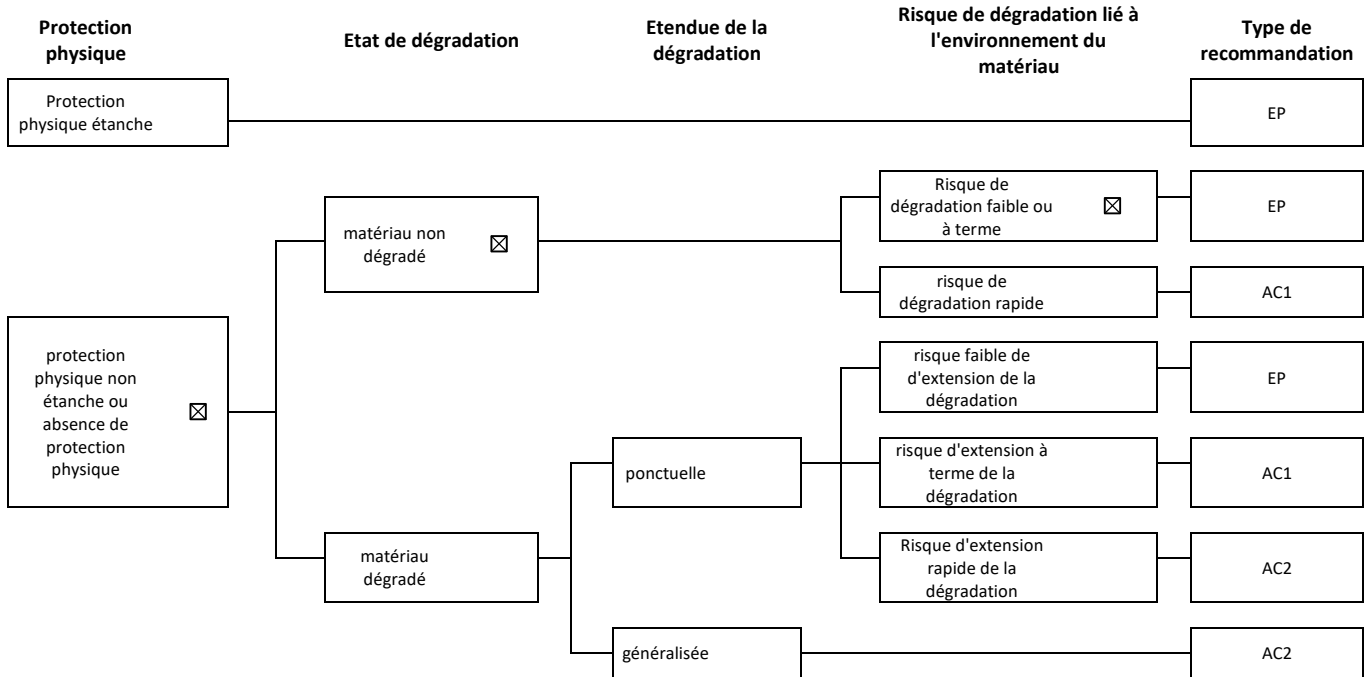 Protection
physique
Etat de dégradation
Etendue de la
dégradation
Risque de dégradation lié à
l'environnement du
matériau
Type de
recommandation
Protection
physique étanche
EP
Risque de
dégradation faible ou
à terme
☒
EP
matériau non
dégradé
☒
risque de
dégradation rapide
AC1
protection
physique non
étanche ou
absence de
protection
physique
☒
risque faible de
d'extension de la
dégradation
EP
ponctuelle
risque d'extension à
terme de la
dégradation
AC1
matériau
dégradé
Risque d'extension
rapide de la
dégradation
AC2
généralisée
AC2